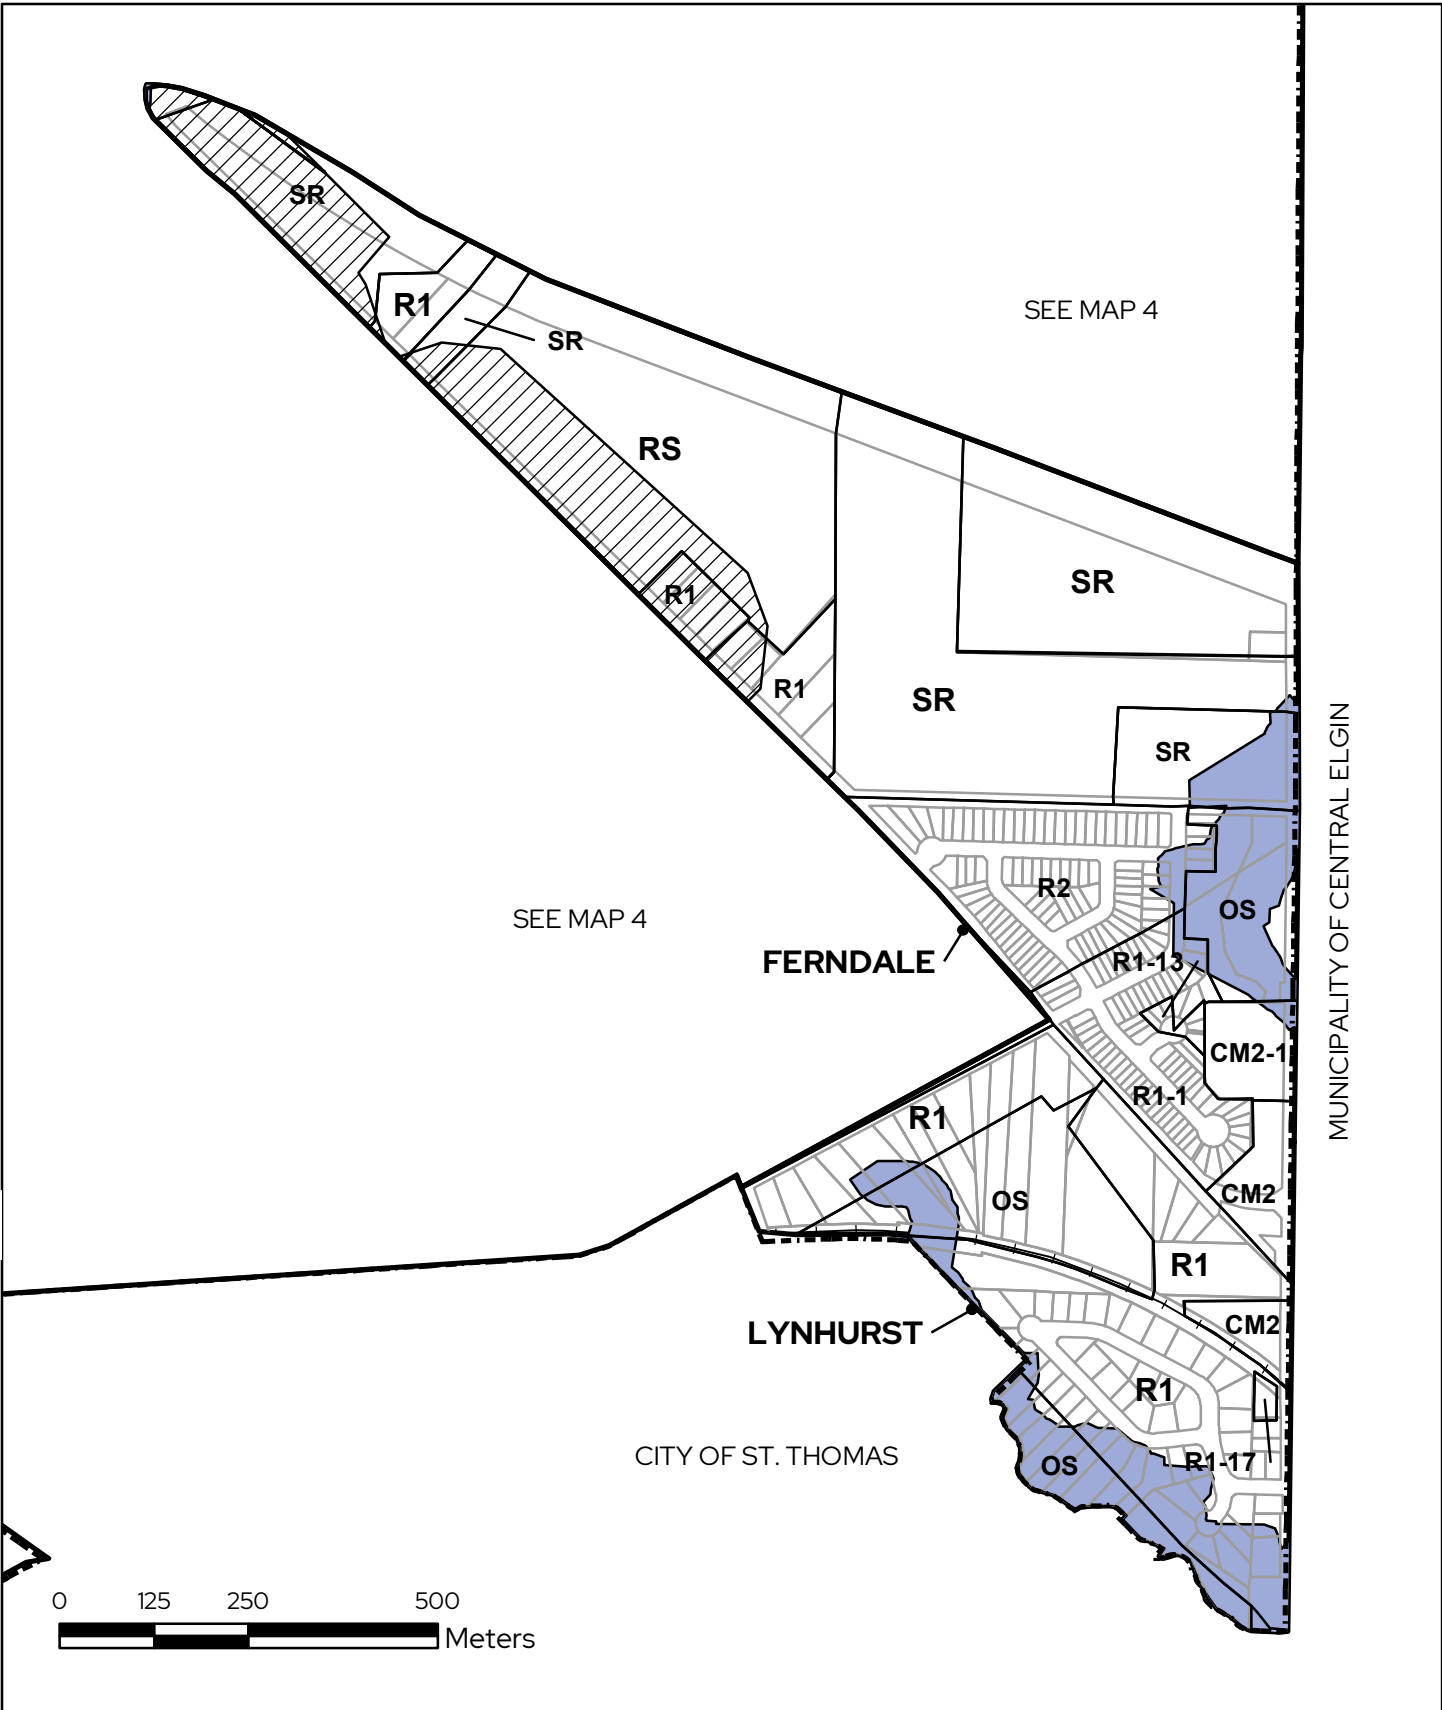 SR
R1
SEE MAP 4
SR
RS
SR
R1
R1
SR
SR
MUNICIPALITY OF CENTRAL ELGIN
R2
OS
SEE MAP 4
FERNDALE
R1-13
CM2-1
R1-1
R1
CM2
OS
R1
CM2
LYNHURST
R1
CITY OF ST. THOMAS
OS
R1-17
0 125 250 500
Meters